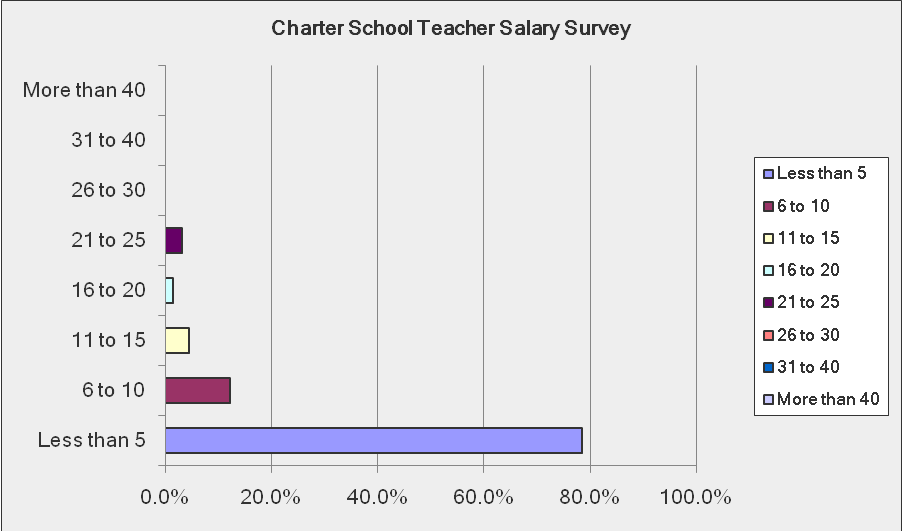 Charter School Teacher Salary Survey
More than 40
31 to 40
26 to 30
21 to 25
16 to 20
11 to 15
6 to 10
Less than 5
0.0% 20.0% 40.0% 60.0% 80.0% 100.0%
Less than 5
6 to 10
11 to 15
16 to 20
21 to 25
26 to 30
31 to 40
More than 40